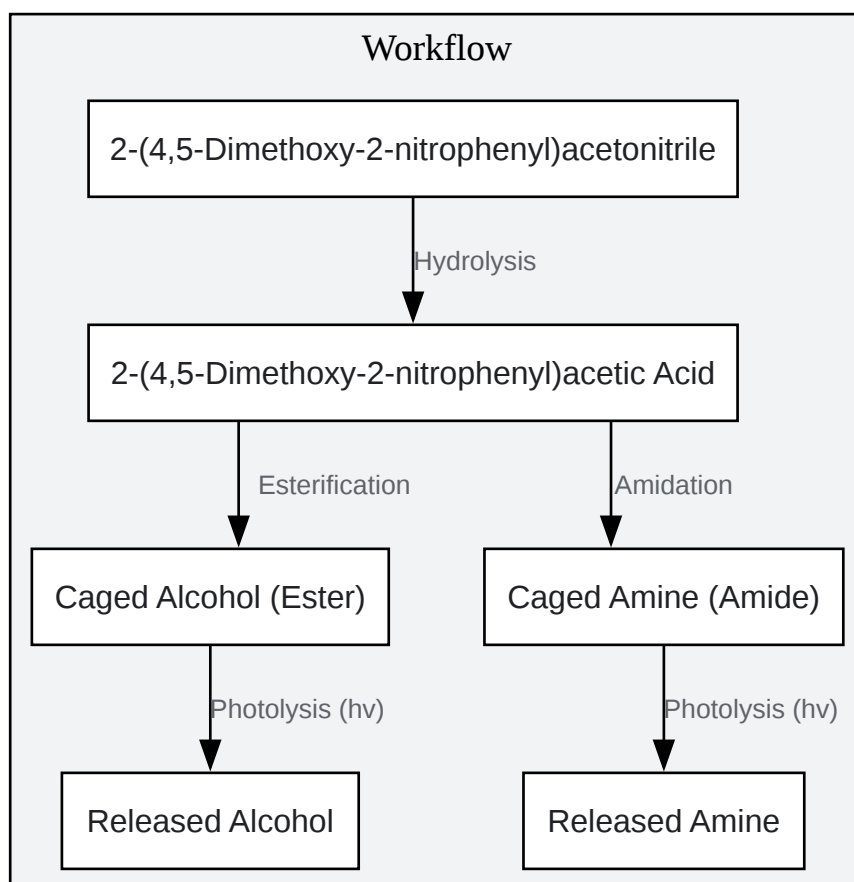 Workflow
2-(4,5-Dimethoxy-2-nitrophenyl)acetonitrile
Hydrolysis
2-(4,5-Dimethoxy-2-nitrophenyl)acetic Acid
Esterification
Amidation
Caged Alcohol (Ester)
Caged Amine (Amide)
Photolysis (hv)
Photolysis (hv)
Released Alcohol
Released Amine